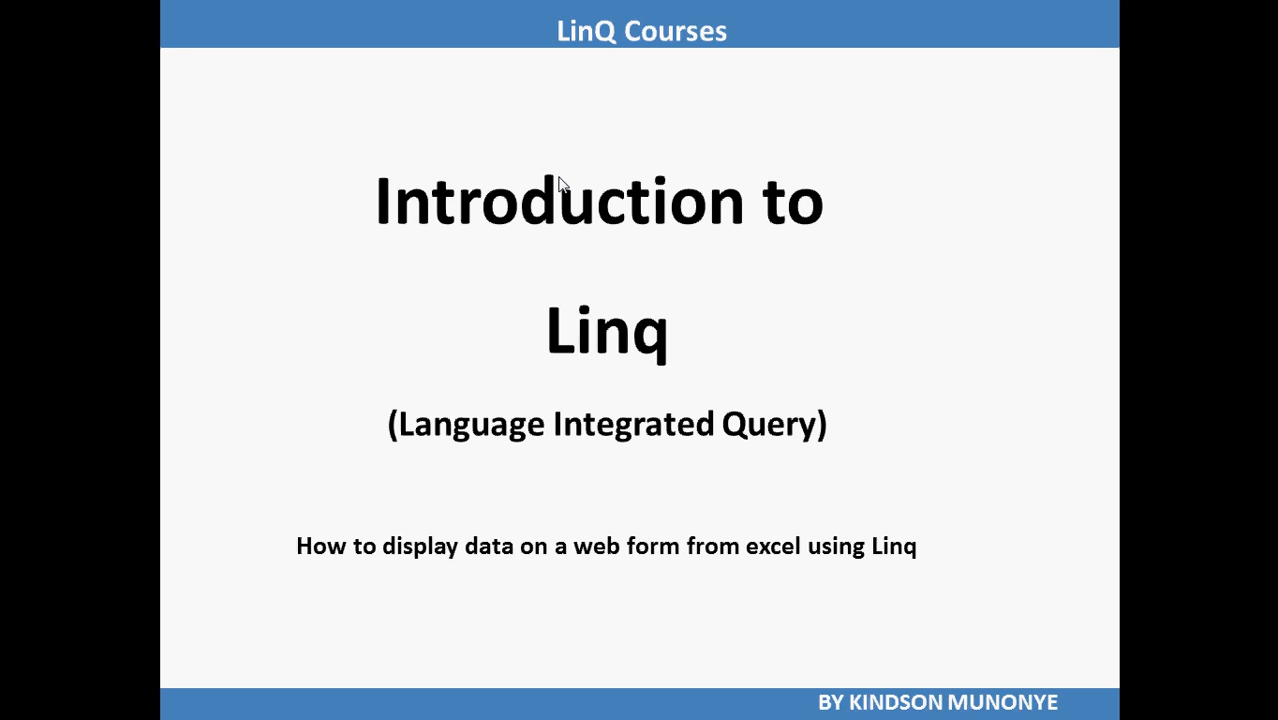 LinQ Courses
Introduction to
Linq
(Language Integrated Query)
How to display data on a web form from excel using Linq
BY KINDSON MUNONYE